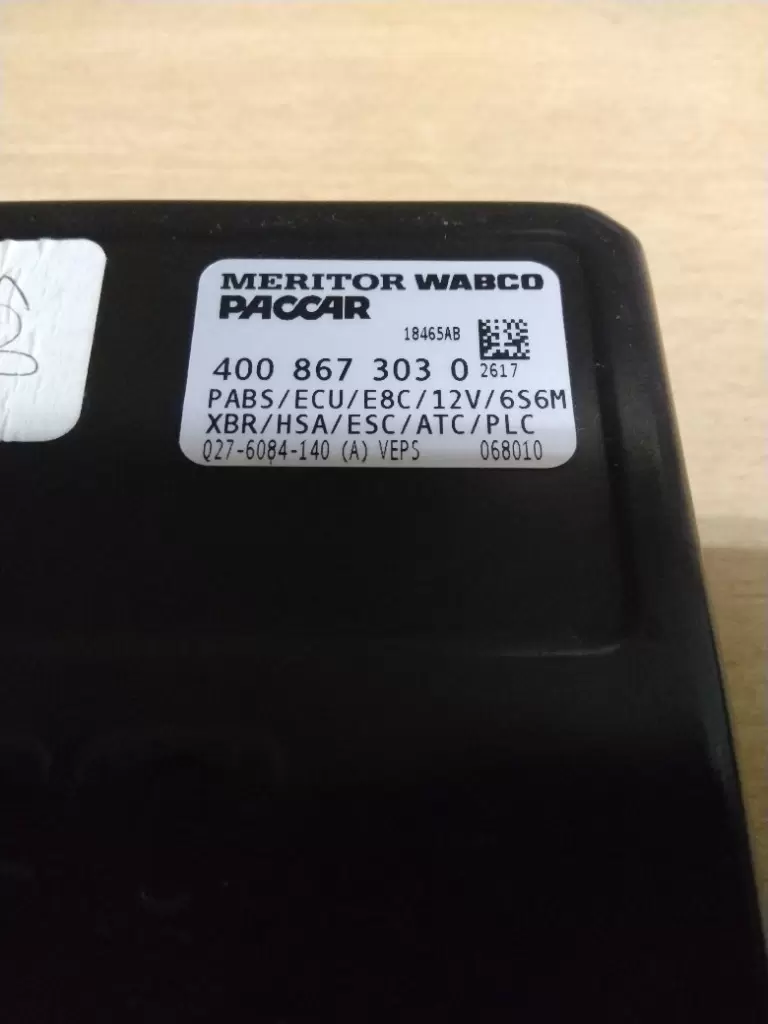 MERITOR WABCO
PACCAR
18465AB
400 867 303 0 2617
PABS/ECU/E8C/12V/6S6M
XBR/HSA/ESC/ATC/PLC
Q27-6084-140 (A) VEPS 068010